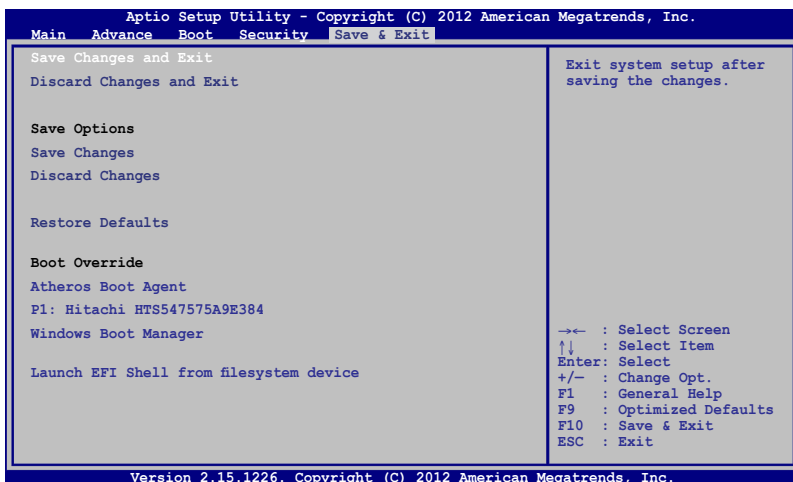 Aptio Setup Utility - Copyright (C) 2012 American Megatrends, Inc.
Main Advance Boot Security Save & Exit
Save Changes and Exit
Discard Changes and Exit
Save Options
Save Changes
Discard Changes
Restore Defaults
Boot Override
Atheros Boot Agent
P1: Hitachi HTS547575A9E384
Windows Boot Manager
Launch EFI Shell from filesystem device
Exit system setup after
saving the changes.
→← : Select Screen
↑↓ : Select Item
Enter: Select
+/— : Change Opt.
F1 : General Help
F9 : Optimized Defaults
F10 : Save & Exit
ESC : Exit
Version 2.15.1226. Copyright (C) 2012 American Megatrends, Inc.